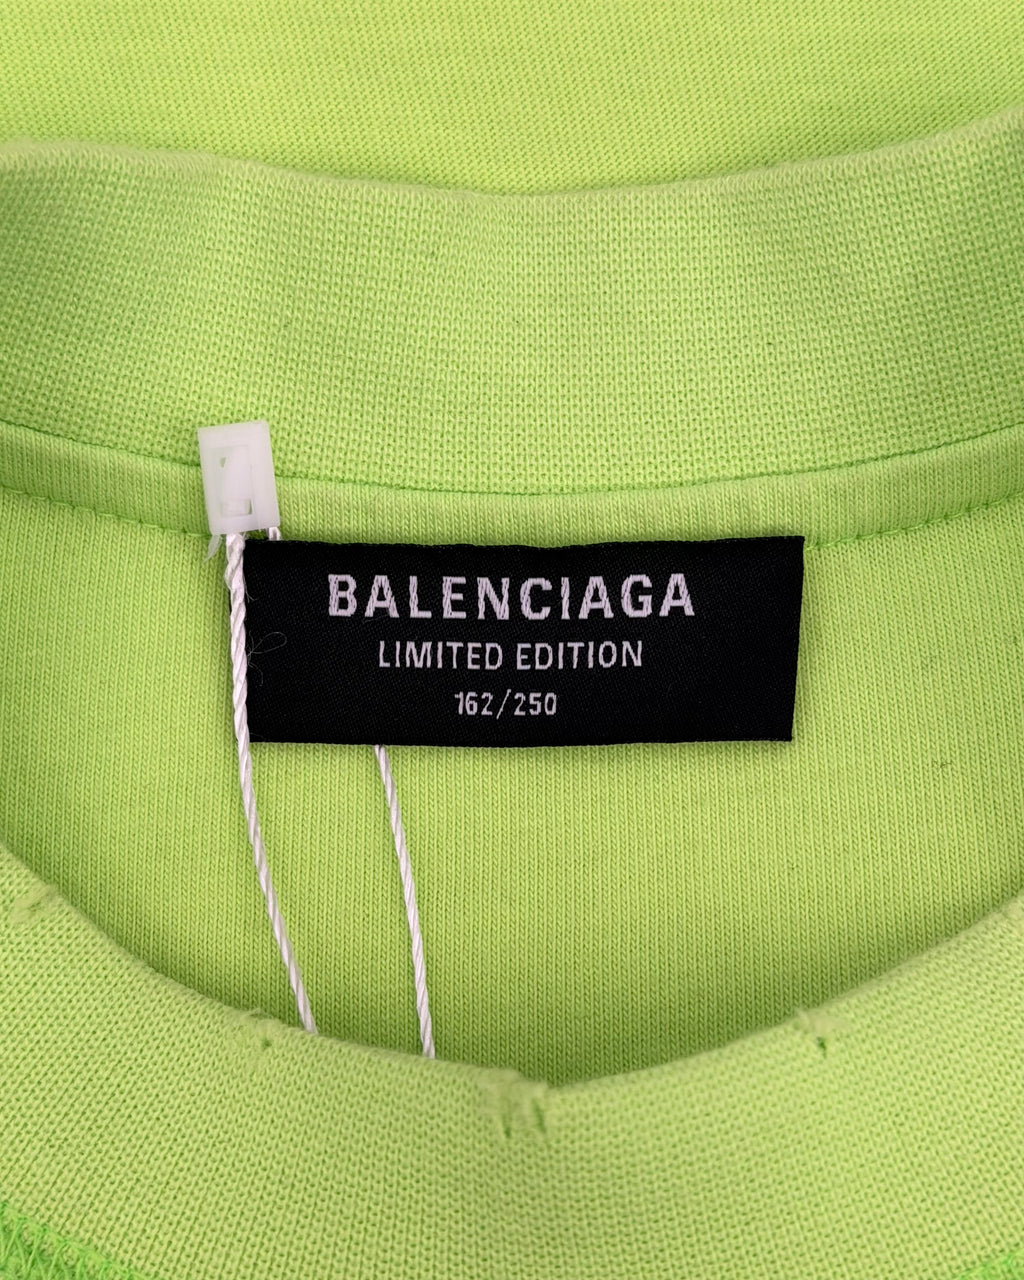 BALENCIAGA
LIMITED EDITION
162/250